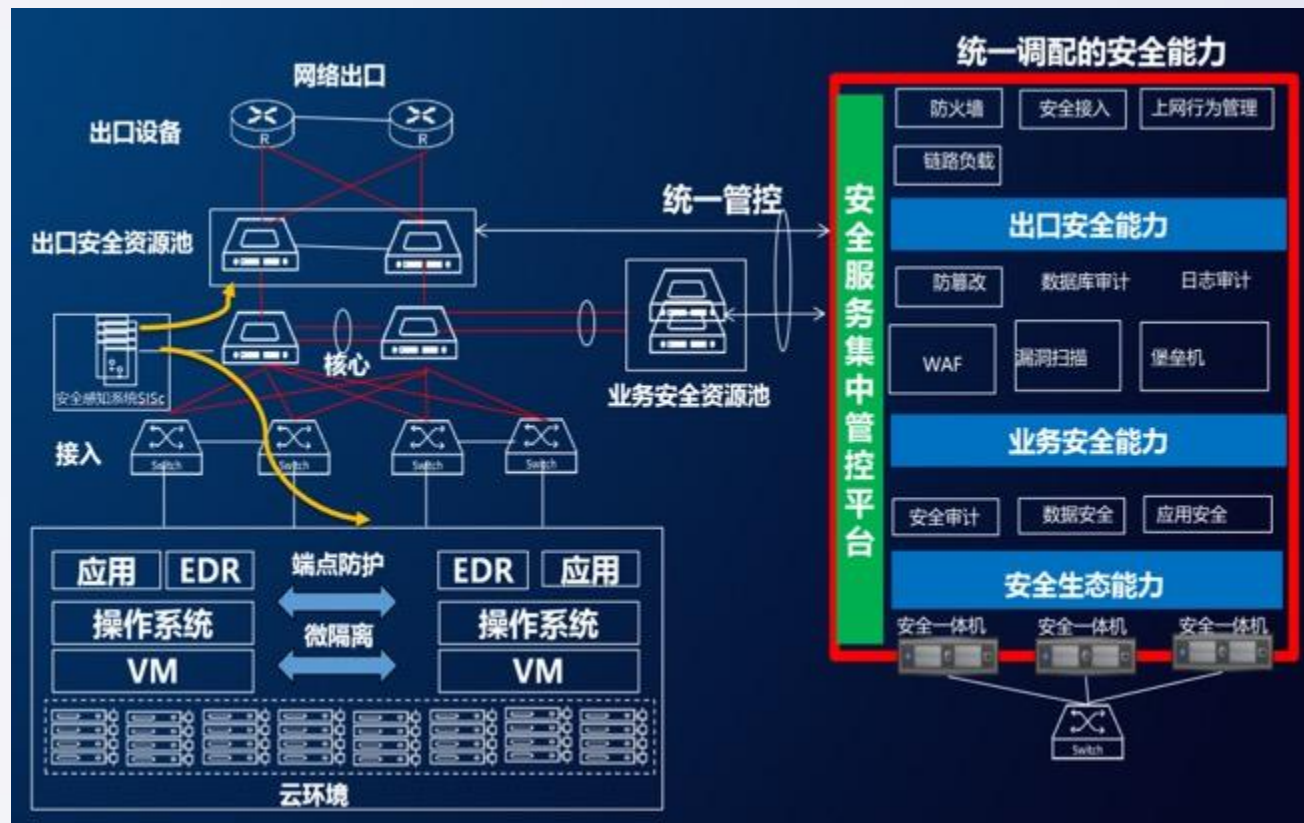 统一调配的安全能力
网络出口
出口设备
R
R
出口安全资源池
统一管控
安全感知系统SISc
核心
业务安全资源池
接入
Switch
Switch
Switch
Switch
应用
EDR
端点防护
EDR
应用
操作系统
微隔离
操作系统
VM
VM
云环境
安全服务集中管控平台
防火墙
安全接入
上网行为管理
链路负载
出口安全能力
防篡改
数据库审计
日志审计
WAF
漏洞扫描
堡垒机
业务安全能力
安全审计
数据安全
应用安全
安全生态能力
安全一体机
安全一体机
安全一体机
Switch